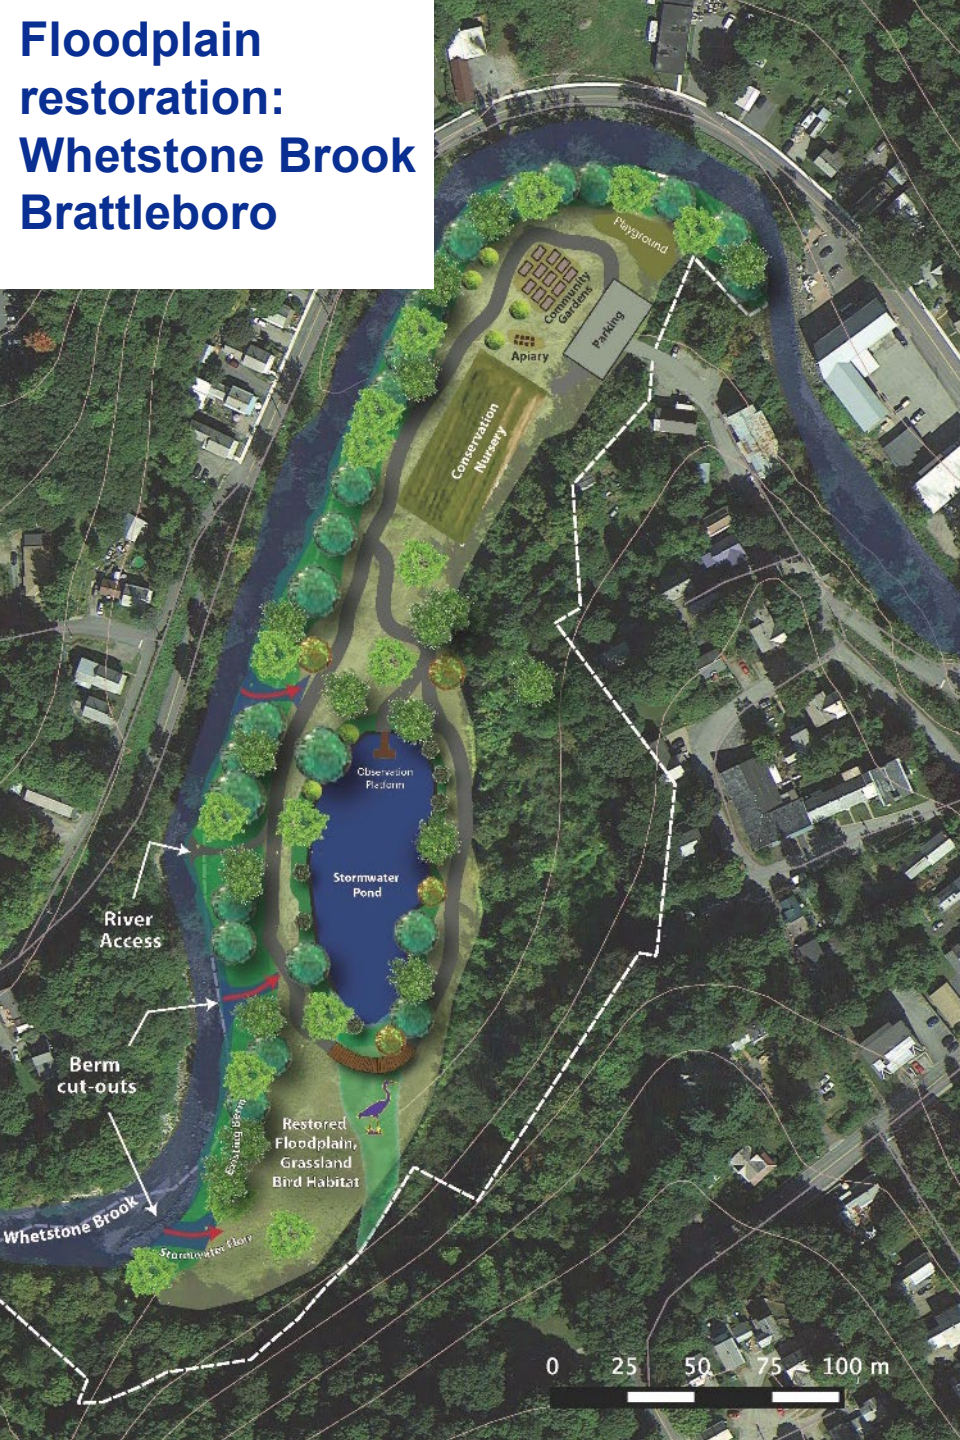 Floodplain
restoration:
Whetstone Brook
Brattleboro
Playground
Community
Gardens
Parking
Apiary
Conservation
Nursery
Observation
Platform
Stormwater
Pond
River
Access
Berm
cut-outs
Existing Berm
Restored
Floodplain,
Grassland
Bird Habitat
Whetstone Brook
Stormwater Flow
0 25 50 75 100 m